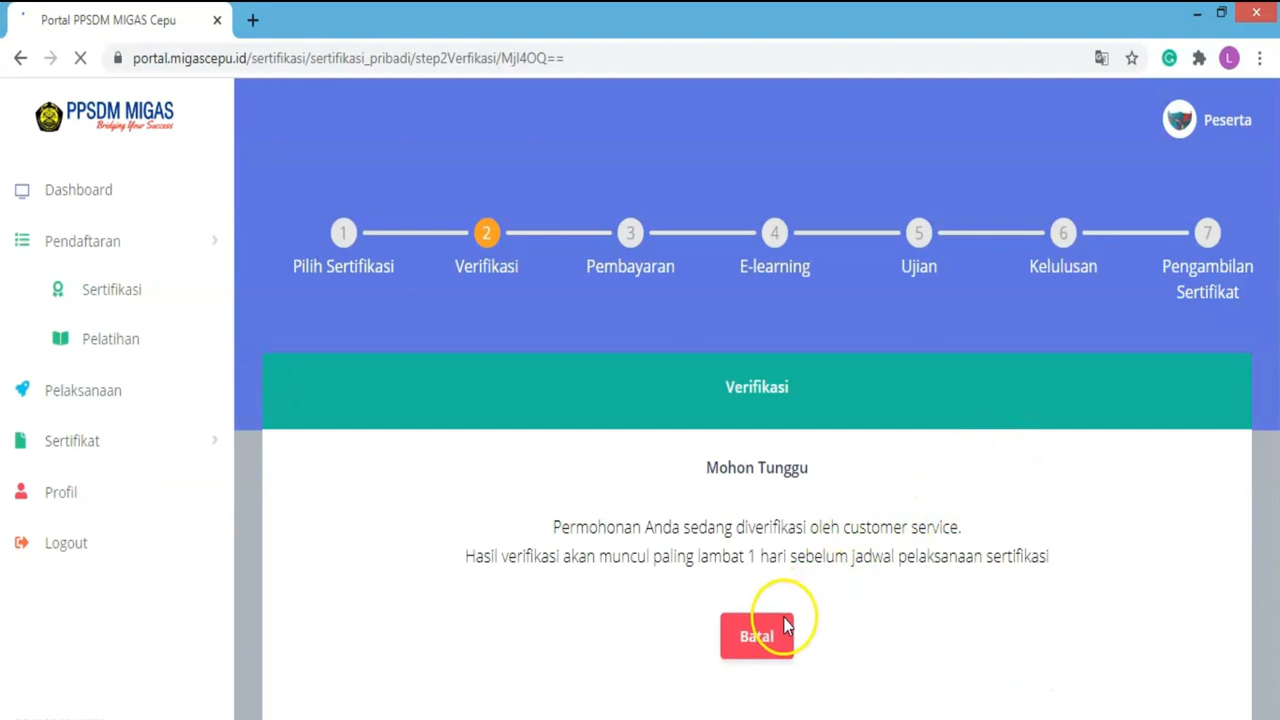 Portal PPSDM MIGAS Cepu
portal.migascepu.id/sertifikasi/sertifikasi_pribadi/step2Verfikasi/MjI4OQ==
G
L
PPSDM MIGAS
Bridging Your Success
Peserta
Dashboard
Pendaftaran
Sertifikasi
Pelatihan
Pelaksanaan
Sertifikat
Profil
Logout
1
2
3
4
5
6
7
Pilih Sertifikasi
Verifikasi
Pembayaran
E-learning
Ujian
Kelulusan
Pengambilan
Sertifikat
Verifikasi
Mohon Tunggu
Permohonan Anda sedang diverifikasi oleh customer service.
Hasil verifikasi akan muncul paling lambat 1 hari sebelum jadwal pelaksanaan sertifikasi
Batal